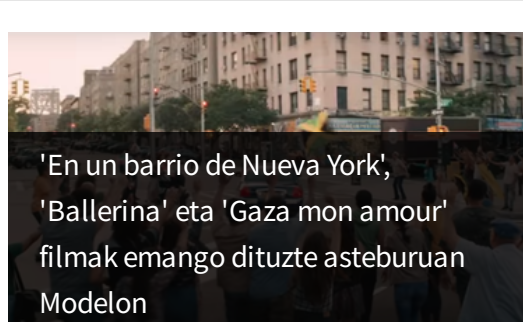 'En un barrio de Nueva York',
'Ballerina' eta 'Gaza mon amour'
filmak emango dituzte asteburuan
Modelon